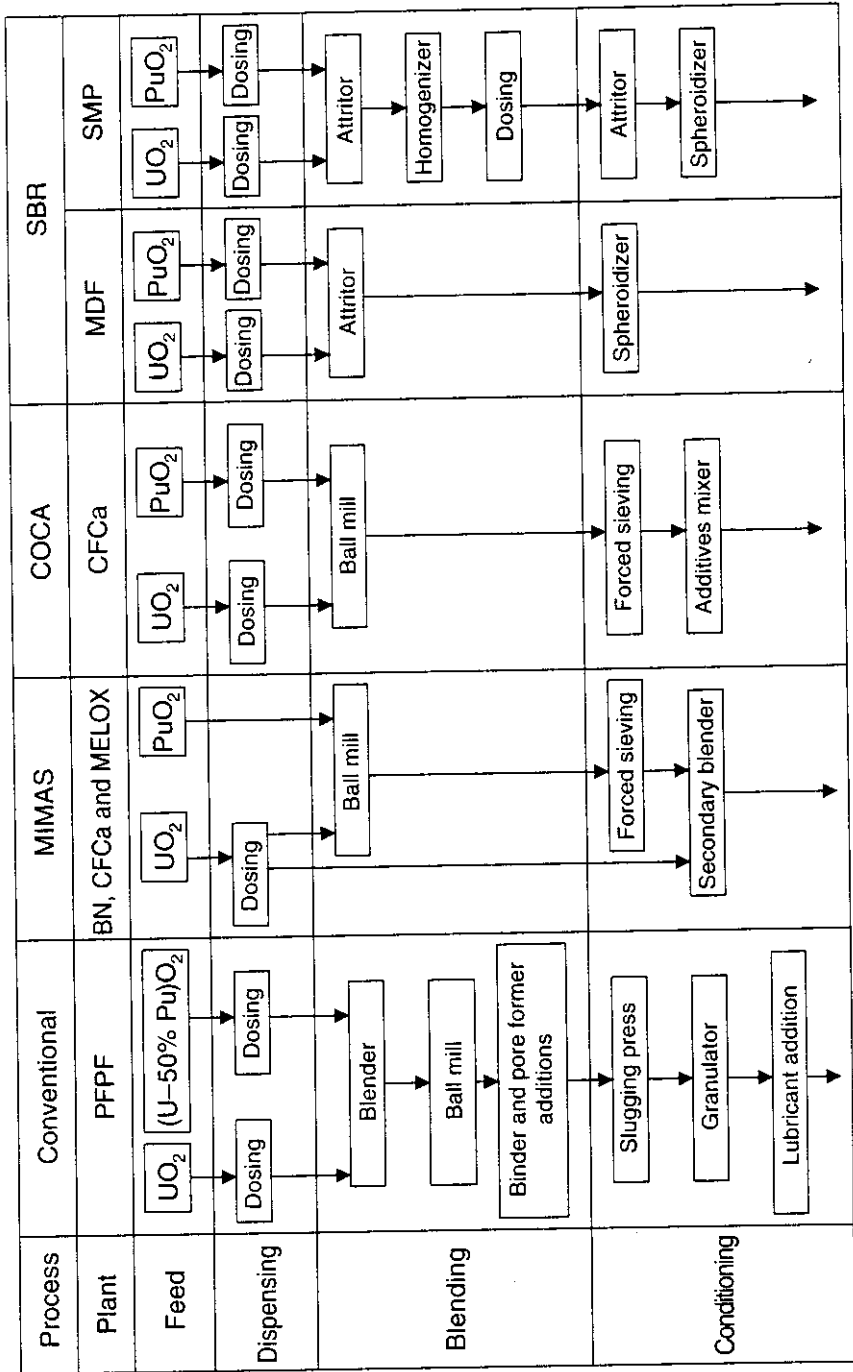 Process
Conventional
MIMAS
COCA
SBR
Plant
PFPF
BN, CFCa and MELOX
CFCa
MDF
SMP
Feed
UO₂
(U–50% Pu)O₂
UO₂
PuO₂
UO₂
PuO₂
UO₂
PuO₂
UO₂
PuO₂
Dispensing
Dosing
Dosing
Dosing
Dosing
Dosing
Dosing
Dosing
Dosing
Dosing
Blending
Blender
Ball mill
Binder and pore former
additions
Ball mill
Ball mill
Attritor
Attritor
Homogenizer
Dosing
Conditioning
Slugging press
Granulator
Lubricant addition
Forced sieving
Secondary blender
Forced sieving
Additives mixer
Spheroidizer
Attritor
Spheroidizer